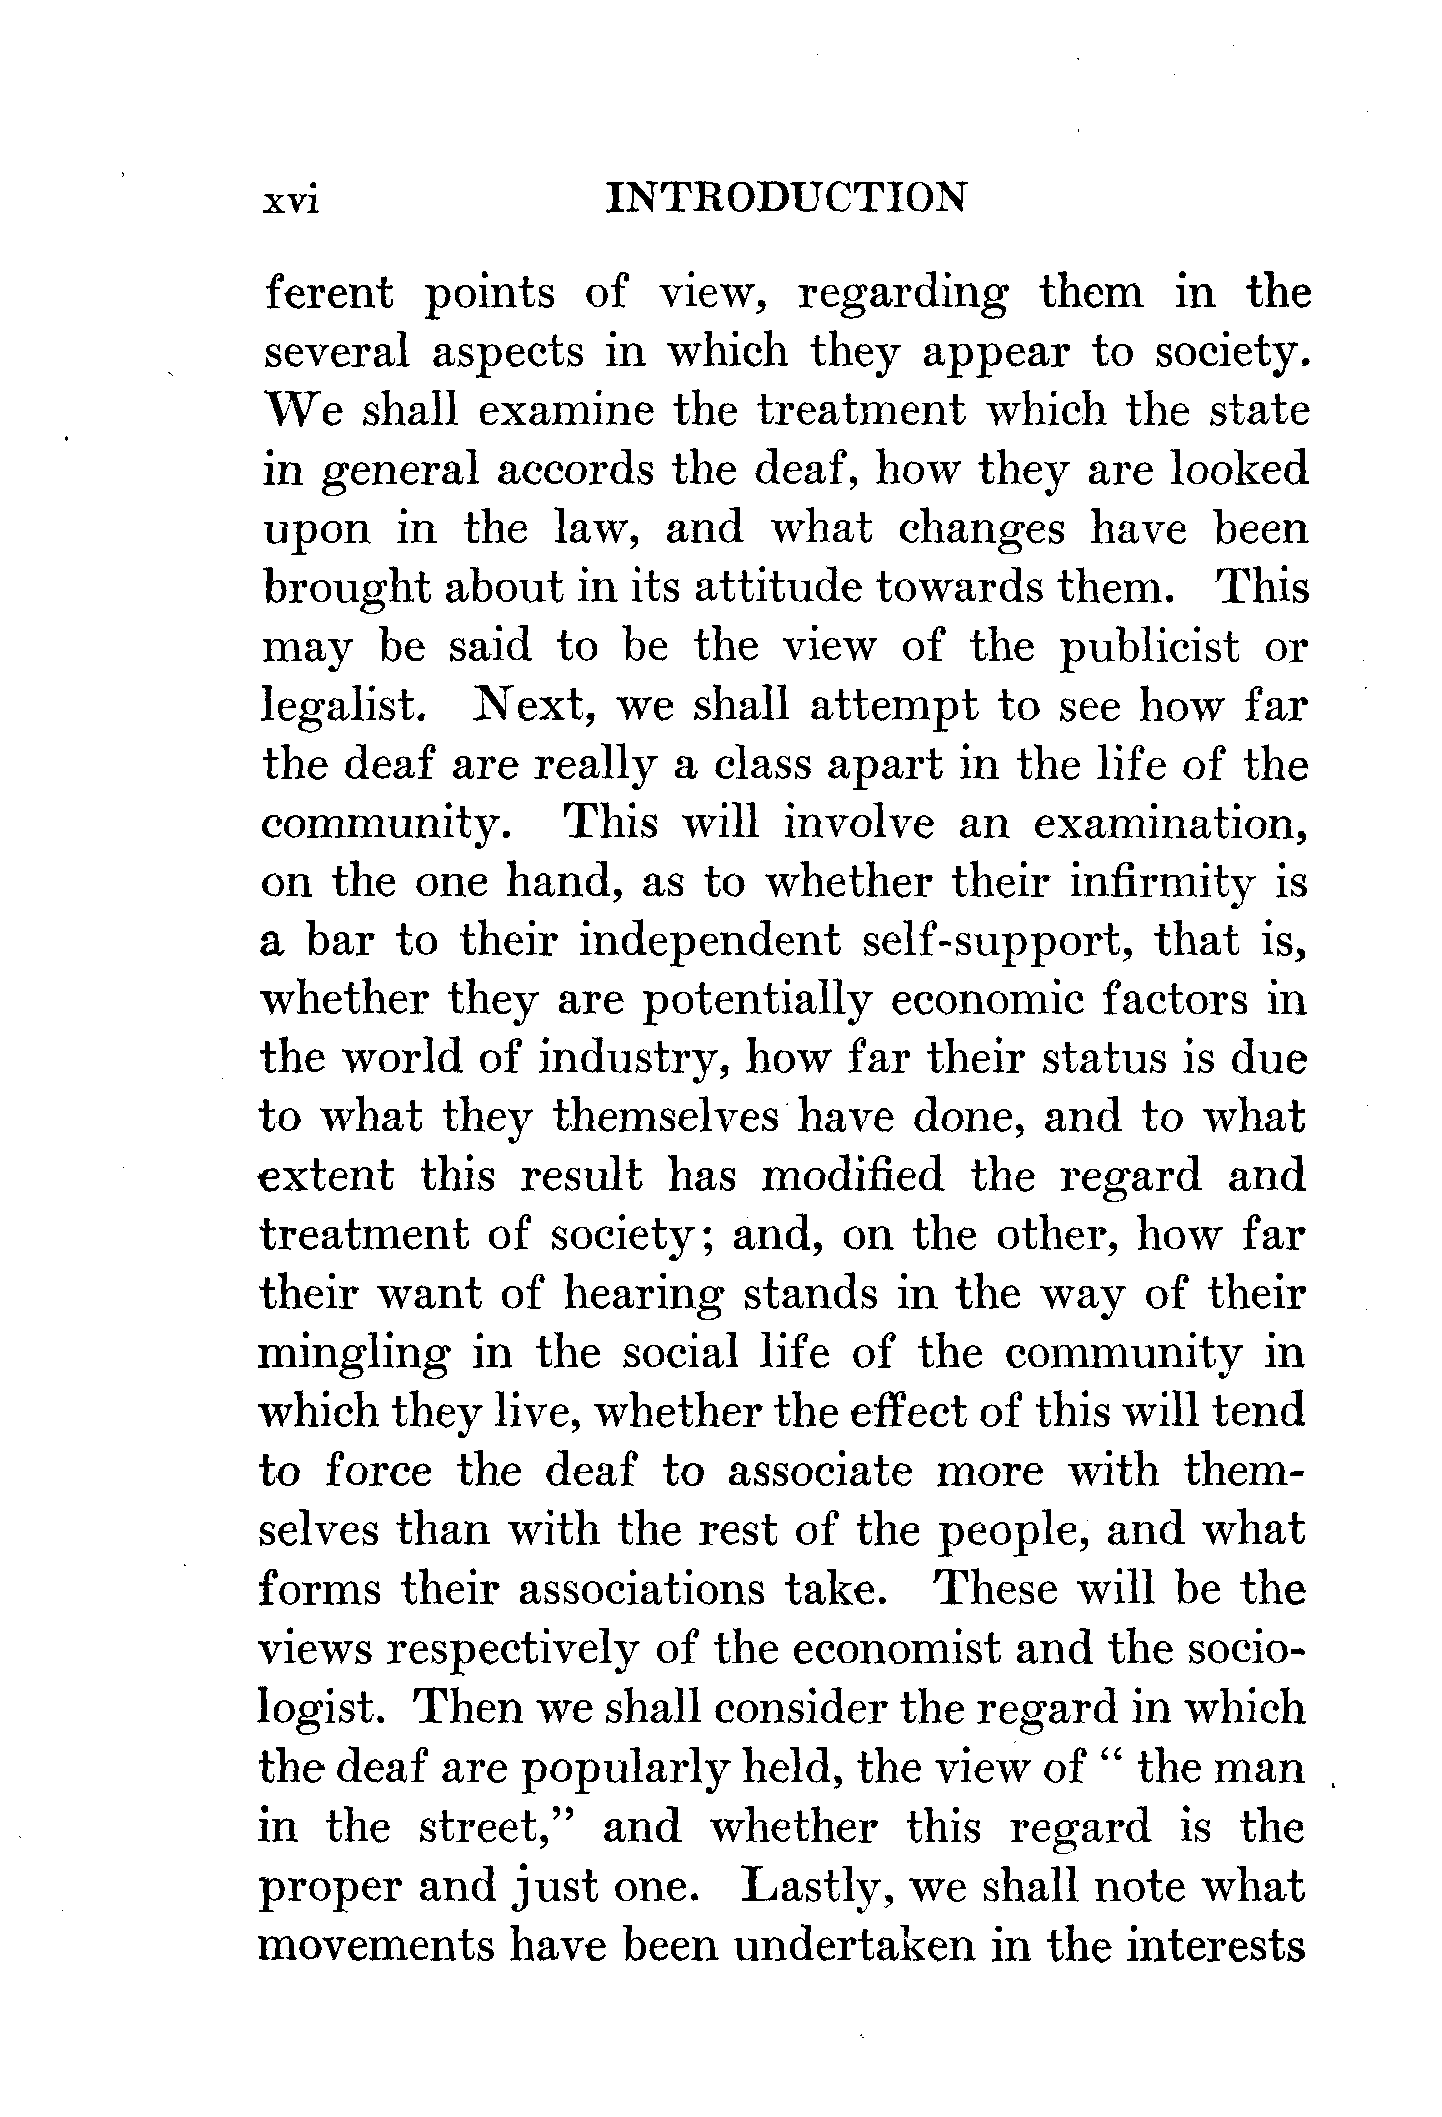 xvi INTRODUCTION
ferent points of view, regarding them in the
several aspects in which they appear to society.
We shall examine the treatment which the state
in general accords the deaf, how they are looked
upon in the law, and what changes have been
brought about in its attitude towards them. This
may be said to be the view of the publicist or
legalist. Next, we shall attempt to see how far
the deaf are really a class apart in the life of the
community. This will involve an examination,
on the one hand, as to whether their infirmity is
a bar to their independent self-support, that is,
whether they are potentially economic factors in
the world of industry, how far their status is due
to what they themselves have done, and to what
extent this result has modified the regard and
treatment of society; and, on the other, how far
their want of hearing stands in the way of their
mingling in the social life of the community in
which they live, whether the effect of this will tend
to force the deaf to associate more with them-
selves than with the rest of the people, and what
forms their associations take. These will be the
views respectively of the economist and the socio-
logist. Then we shall consider the regard in which
the deaf are popularly held, the view of " the man
in the street," and whether this regard is the
proper and just one. Lastly, we shall note what
movements have been undertaken in the interests